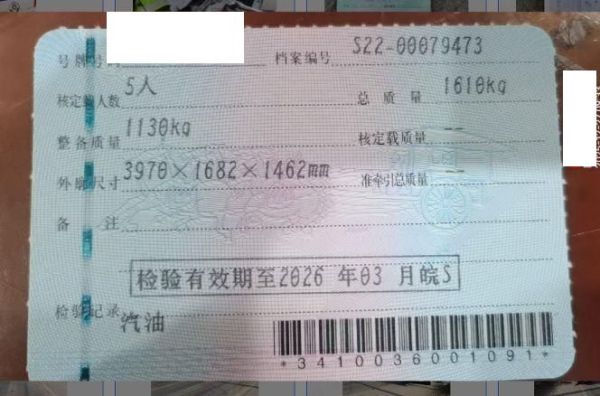 号牌号码 档案编号 S22-00079473
核定载人数 5人 总质量 1610kg
整备质量 1130kg 核定载质量 --
外廓尺寸 3970×1682×1462mm 准牵引总质量 --
备注
检验有效期至2026 年03 月皖S
检验记录
汽油
*3410036001091*